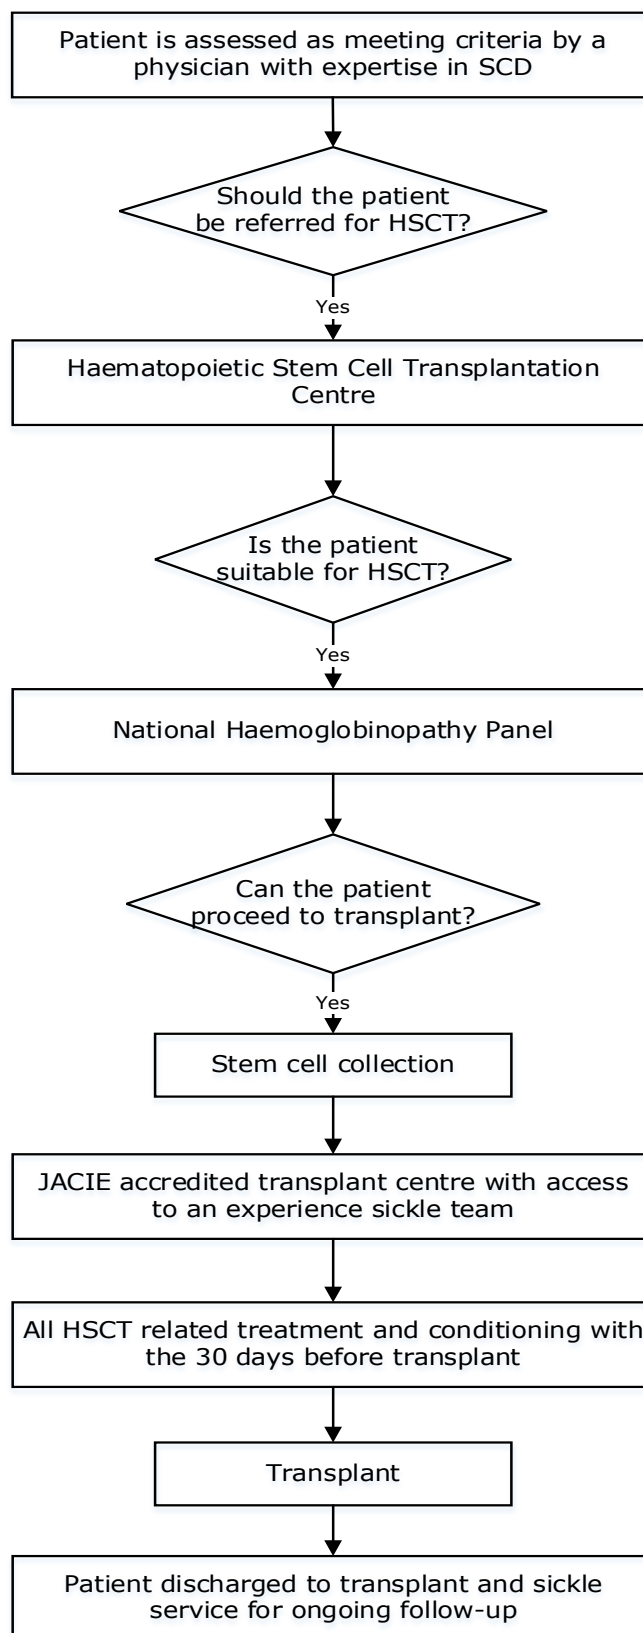 Patient is assessed as meeting criteria by a
physician with expertise in SCD
Should the patient
be referred for HSCT?
Yes
Haematopoietic Stem Cell Transplantation
Centre
Is the patient
suitable for HSCT?
Yes
National Haemoglobinopathy Panel
Can the patient
proceed to transplant?
Yes
Stem cell collection
JACIE accredited transplant centre with access
to an experience sickle team
All HSCT related treatment and conditioning with
the 30 days before transplant
Transplant
Patient discharged to transplant and sickle
service for ongoing follow-up